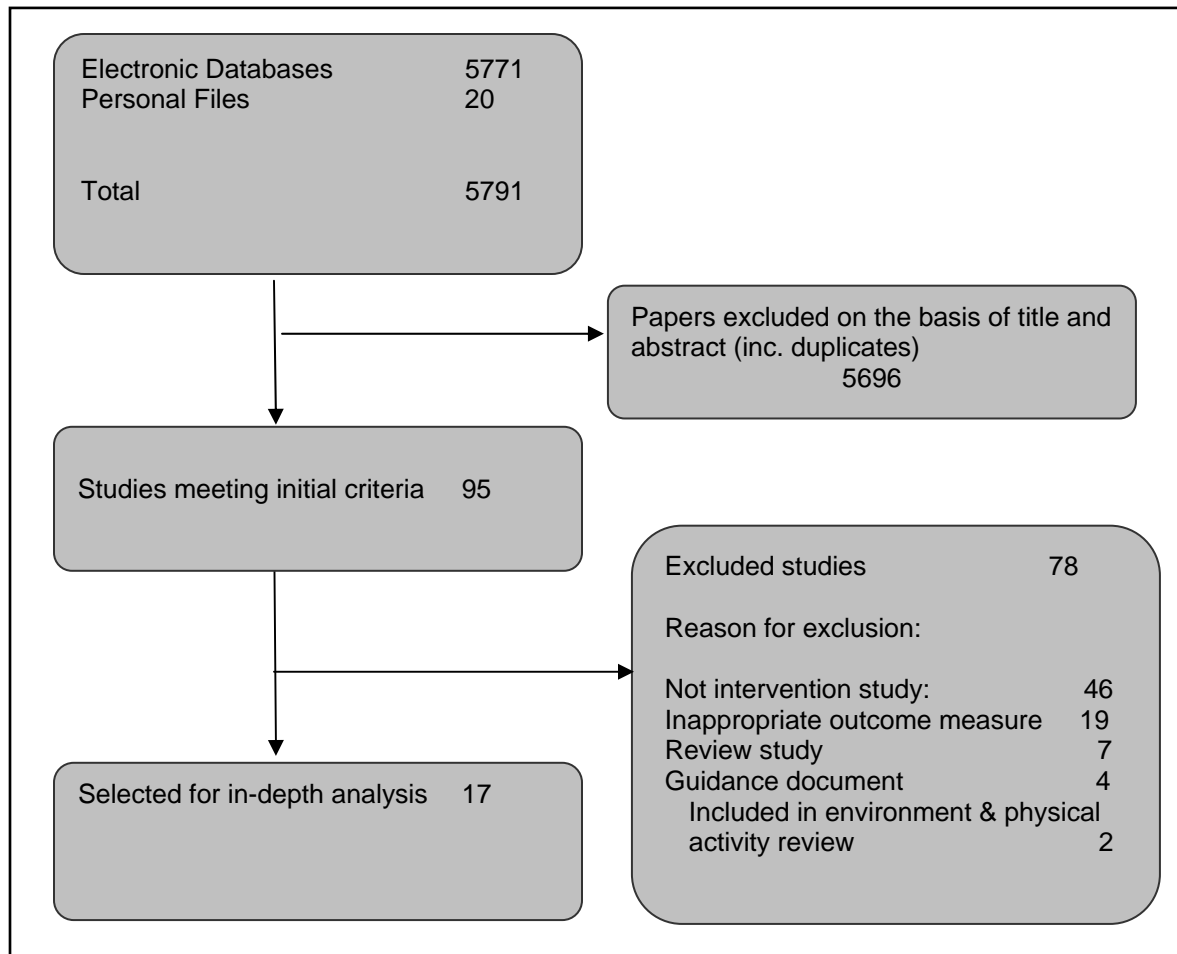 Electronic Databases 5771
Personal Files 20
Total 5791
Papers excluded on the basis of title and
abstract (inc. duplicates)
5696
Studies meeting initial criteria 95
Excluded studies 78
Reason for exclusion:
Not intervention study: 46
Inappropriate outcome measure 19
Review study 7
Guidance document 4
Included in environment & physical
activity review 2
Selected for in-depth analysis 17